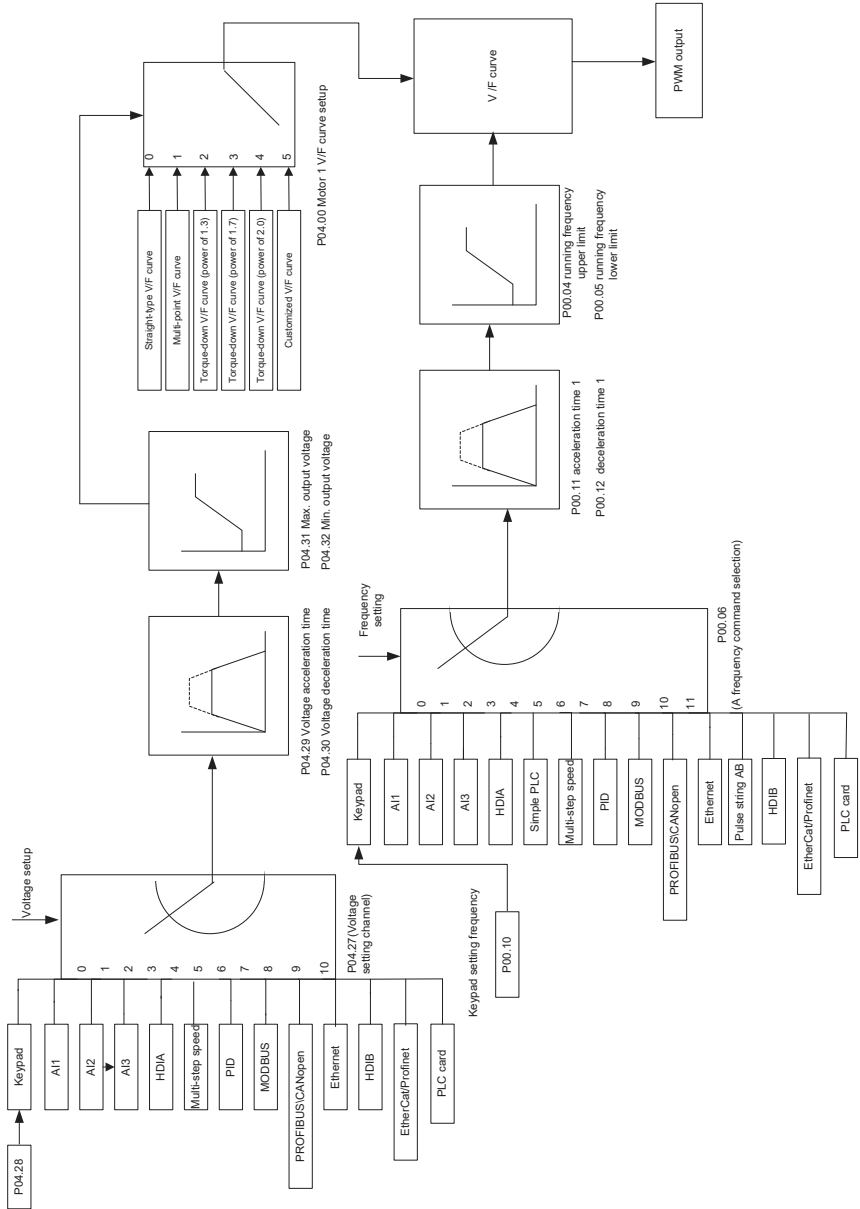 P04.28
Keypad
AI1
AI2
AI3
HDIA
Multi-step speed
PID
MODBUS
PROFIBUS\CANopen
Ethernet
HDIB
EtherCat/Profinet
PLC card
Voltage setup
0
1
2
3
4
5
6
7
8
9
10
P04.27(Voltage
setting channel)
P04.29 Voltage acceleration time
P04.30 Voltage deceleration time
P04.31 Max. output voltage
P04.32 Min. output voltage
Straight-type V/F curve
Multi-point V/F curve
Torque-down V/F curve (power of 1.3)
Torque-down V/F curve (power of 1.7)
Torque-down V/F curve (power of 2.0)
Customized V/F curve
0
1
2
3
4
5
P04.00 Motor 1 V/F curve setup
Keypad setting frequency
P00.10
Keypad
AI1
AI2
AI3
HDIA
Simple PLC
Multi-step speed
PID
MODBUS
PROFIBUS\CANopen
Ethernet
Pulse string AB
HDIB
EtherCat/Profinet
PLC card
Frequency
setting
0
1
2
3
4
5
6
7
8
9
10
11
P00.06
(A frequency command selection)
P00.11 acceleration time 1
P00.12 deceleration time 1
P00.04 running frequency
upper limit
P00.05 running frequency
lower limit
V /F curve
PWM output